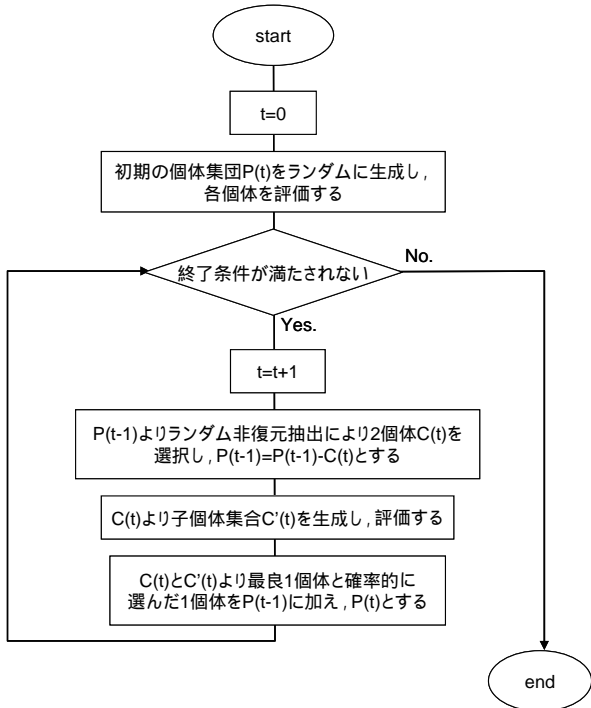 start
t=0
初期の個体集団P(t)をランダムに生成し,
各個体を評価する
終了条件が満たされない
No.
Yes.
t=t+1
P(t-1)よりランダム非復元抽出により2個体C(t)を
選択し, P(t-1)=P(t-1)-C(t)とする
C(t)より子個体集合C'(t)を生成し, 評価する
C(t)とC'(t)より最良1個体と確率的に
選んだ1個体をP(t-1)に加え, P(t)とする
end